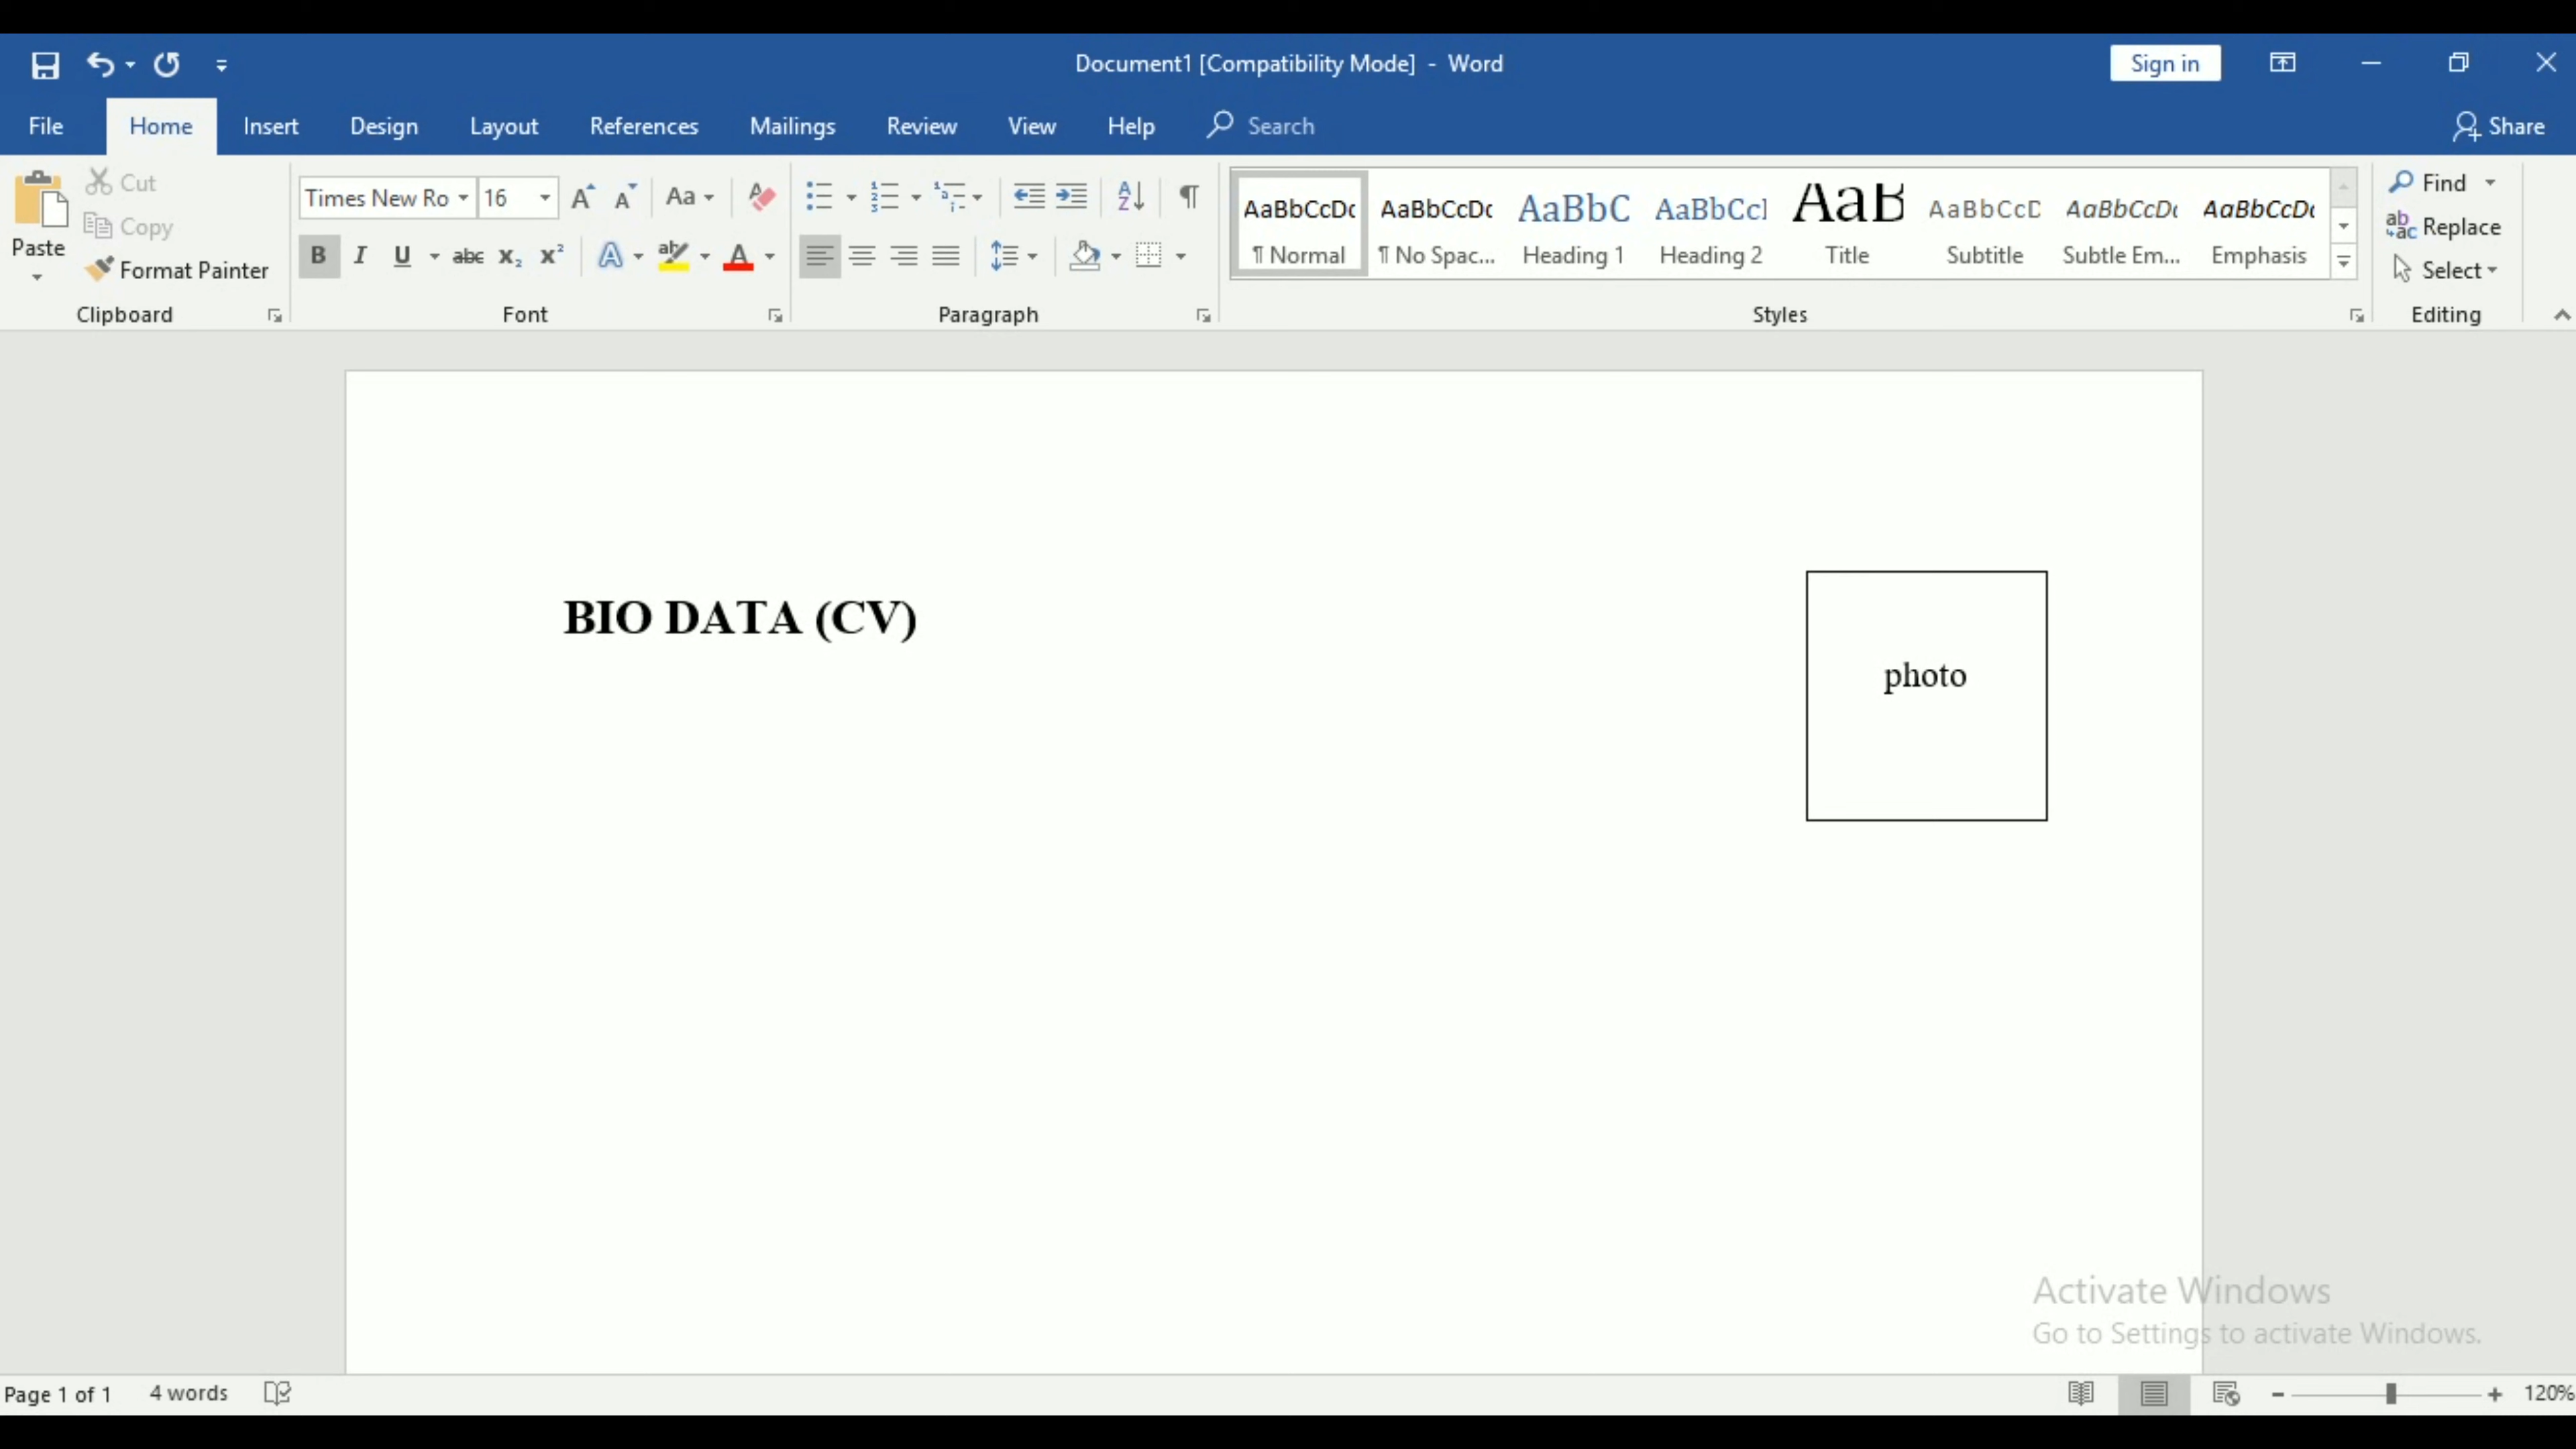 Document1 [Compatibility Mode] - Word
Sign in
File Home Insert Design Layout References Mailings Review View Help Search Share
Paste
Cut
Copy
Format Painter
Clipboard
Times New Ro 16
Font
Paragraph
AaBbCcDc AaBbCcDc AaBbC AaBbCcI AaB AaBbCcD AaBbCcDc AaBbCcDc
¶ Normal ¶ No Spac... Heading 1 Heading 2 Title Subtitle Subtle Em... Emphasis
Styles
Find
Replace
Select
Editing
BIO DATA (CV)
photo
Activate Windows
Go to Settings to activate Windows.
Page 1 of 1 4 words 120%